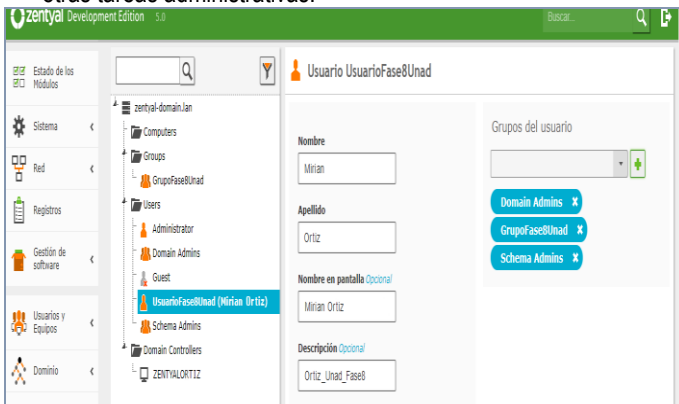 otras tareas administrativas.
zentyal Development Edition 5.0
Buscar...
Estado de los
Módulos
Sistema
Red
Registros
Gestión de
software
Usuarios y
Equipos
Dominio
zentyal-domain.lan
Computers
Groups
GrupoFase8Unad
Users
Administrator
Domain Admins
Guest
UsuarioFase8Unad (Mirian Ortiz)
Schema Admins
Domain Controllers
ZENTYALORTIZ
Usuario UsuarioFase8Unad
Nombre
Mirian
Apellido
Ortiz
Nombre en pantalla Opcional
Mirian Ortiz
Descripción Opcional
Ortiz_Unad_Fase8
Grupos del usuario
Domain Admins x
GrupoFase8Unad x
Schema Admins x